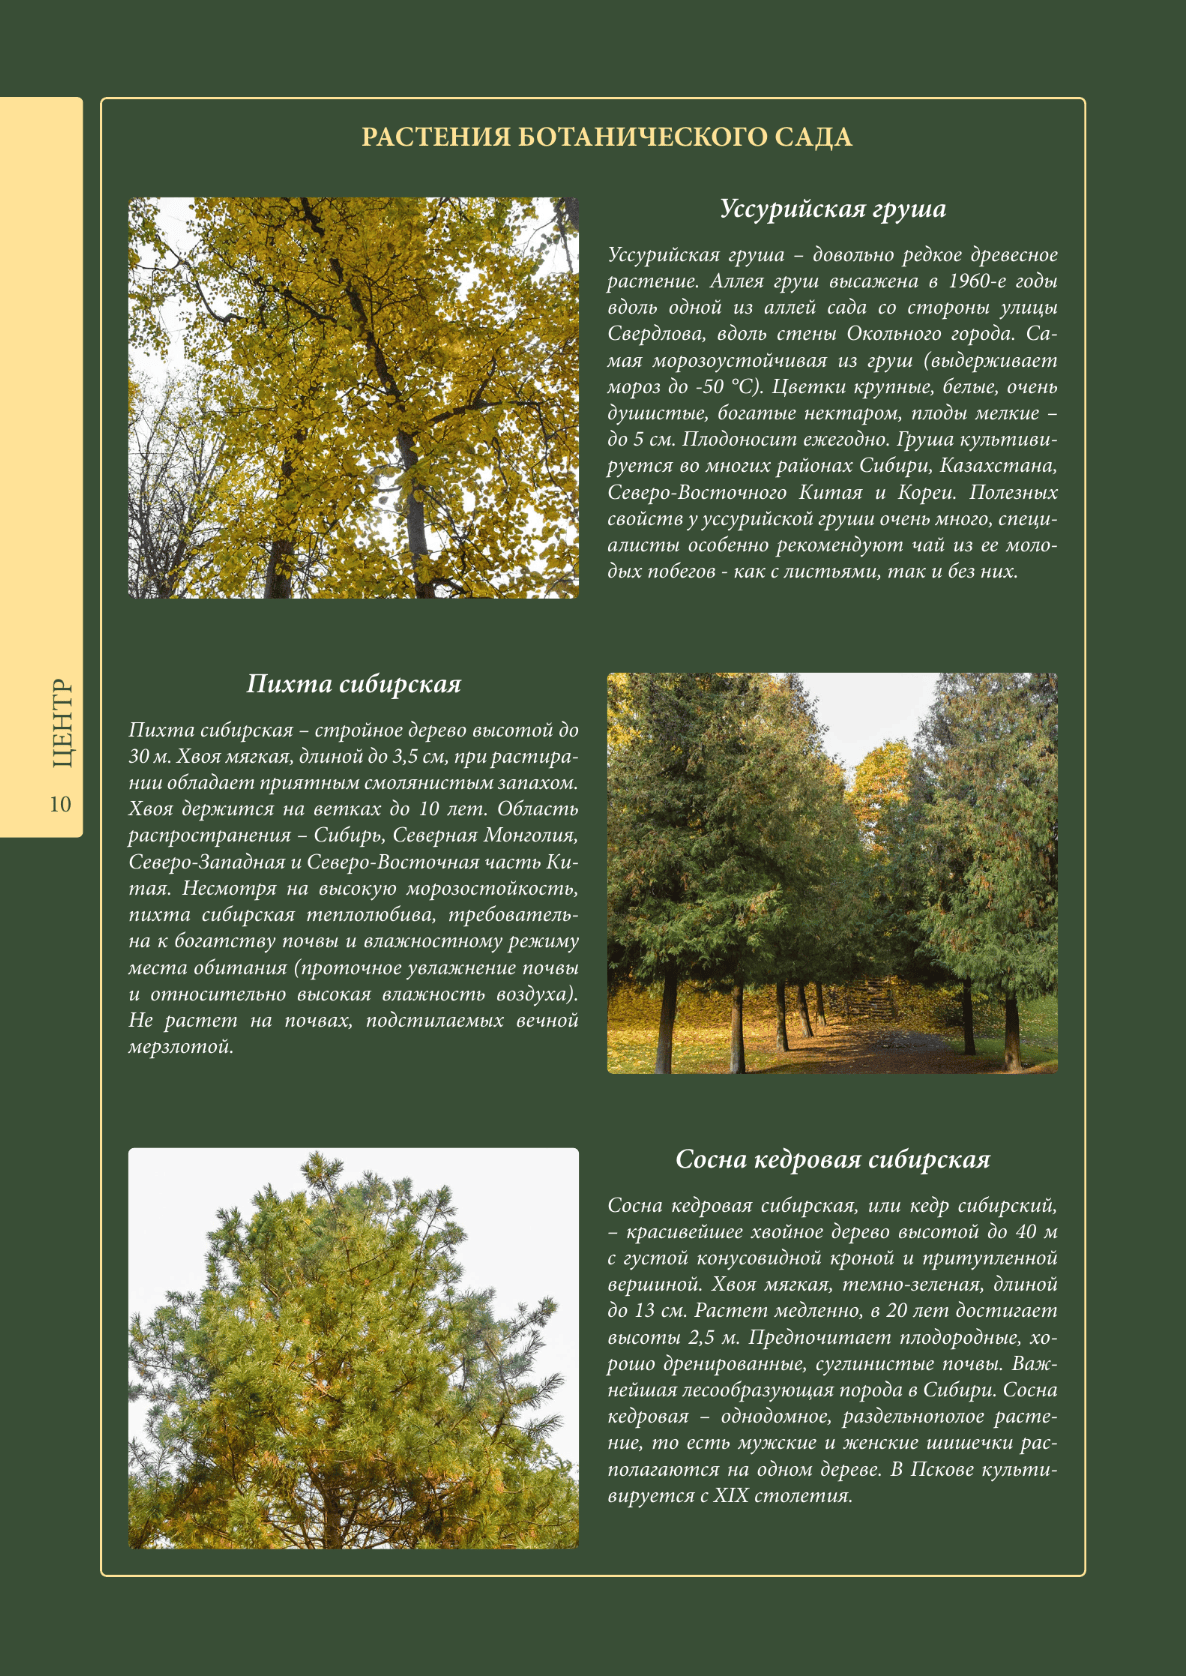 РАСТЕНИЯ БОТАНИЧЕСКОГО САДА
Уссурийская груша
Уссурийская груша – довольно редкое древесное
растение. Аллея груш высажена в 1960-е годы
вдоль одной из аллей сада со стороны улицы
Свердлова, вдоль стены Окольного города. Са-
мая морозоустойчивая из груш (выдерживает
мороз до -50 °С). Цветки крупные, белые, очень
душистые, богатые нектаром, плоды мелкие –
до 5 см. Плодоносит ежегодно. Груша культиви-
руется во многих районах Сибири, Казахстана,
Северо-Восточного Китая и Кореи. Полезных
свойств у уссурийской груши очень много, специ-
алисты особенно рекомендуют чай из ее моло-
дых побегов - как с листьями, так и без них.
Пихта сибирская
Пихта сибирская – стройное дерево высотой до
30 м. Хвоя мягкая, длиной до 3,5 см, при растира-
нии обладает приятным смолянистым запахом.
Хвоя держится на ветках до 10 лет. Область
распространения – Сибирь, Северная Монголия,
Северо-Западная и Северо-Восточная часть Ки-
тая. Несмотря на высокую морозостойкость,
пихта сибирская теплолюбива, требователь-
на к богатству почвы и влажностному режиму
места обитания (проточное увлажнение почвы
и относительно высокая влажность воздуха).
Не растет на почвах, подстилаемых вечной
мерзлотой.
Сосна кедровая сибирская
Сосна кедровая сибирская, или кедр сибирский,
– красивейшее хвойное дерево высотой до 40 м
с густой конусовидной кроной и притупленной
вершиной. Хвоя мягкая, темно-зеленая, длиной
до 13 см. Растет медленно, в 20 лет достигает
высоты 2,5 м. Предпочитает плодородные, хо-
рошо дренированные, суглинистые почвы. Важ-
нейшая лесообразующая порода в Сибири. Сосна
кедровая – однодомное, раздельнополое расте-
ние, то есть мужские и женские шишечки рас-
полагаются на одном дереве. В Пскове культи-
вируется с XIX столетия.
ЦЕНТР
10